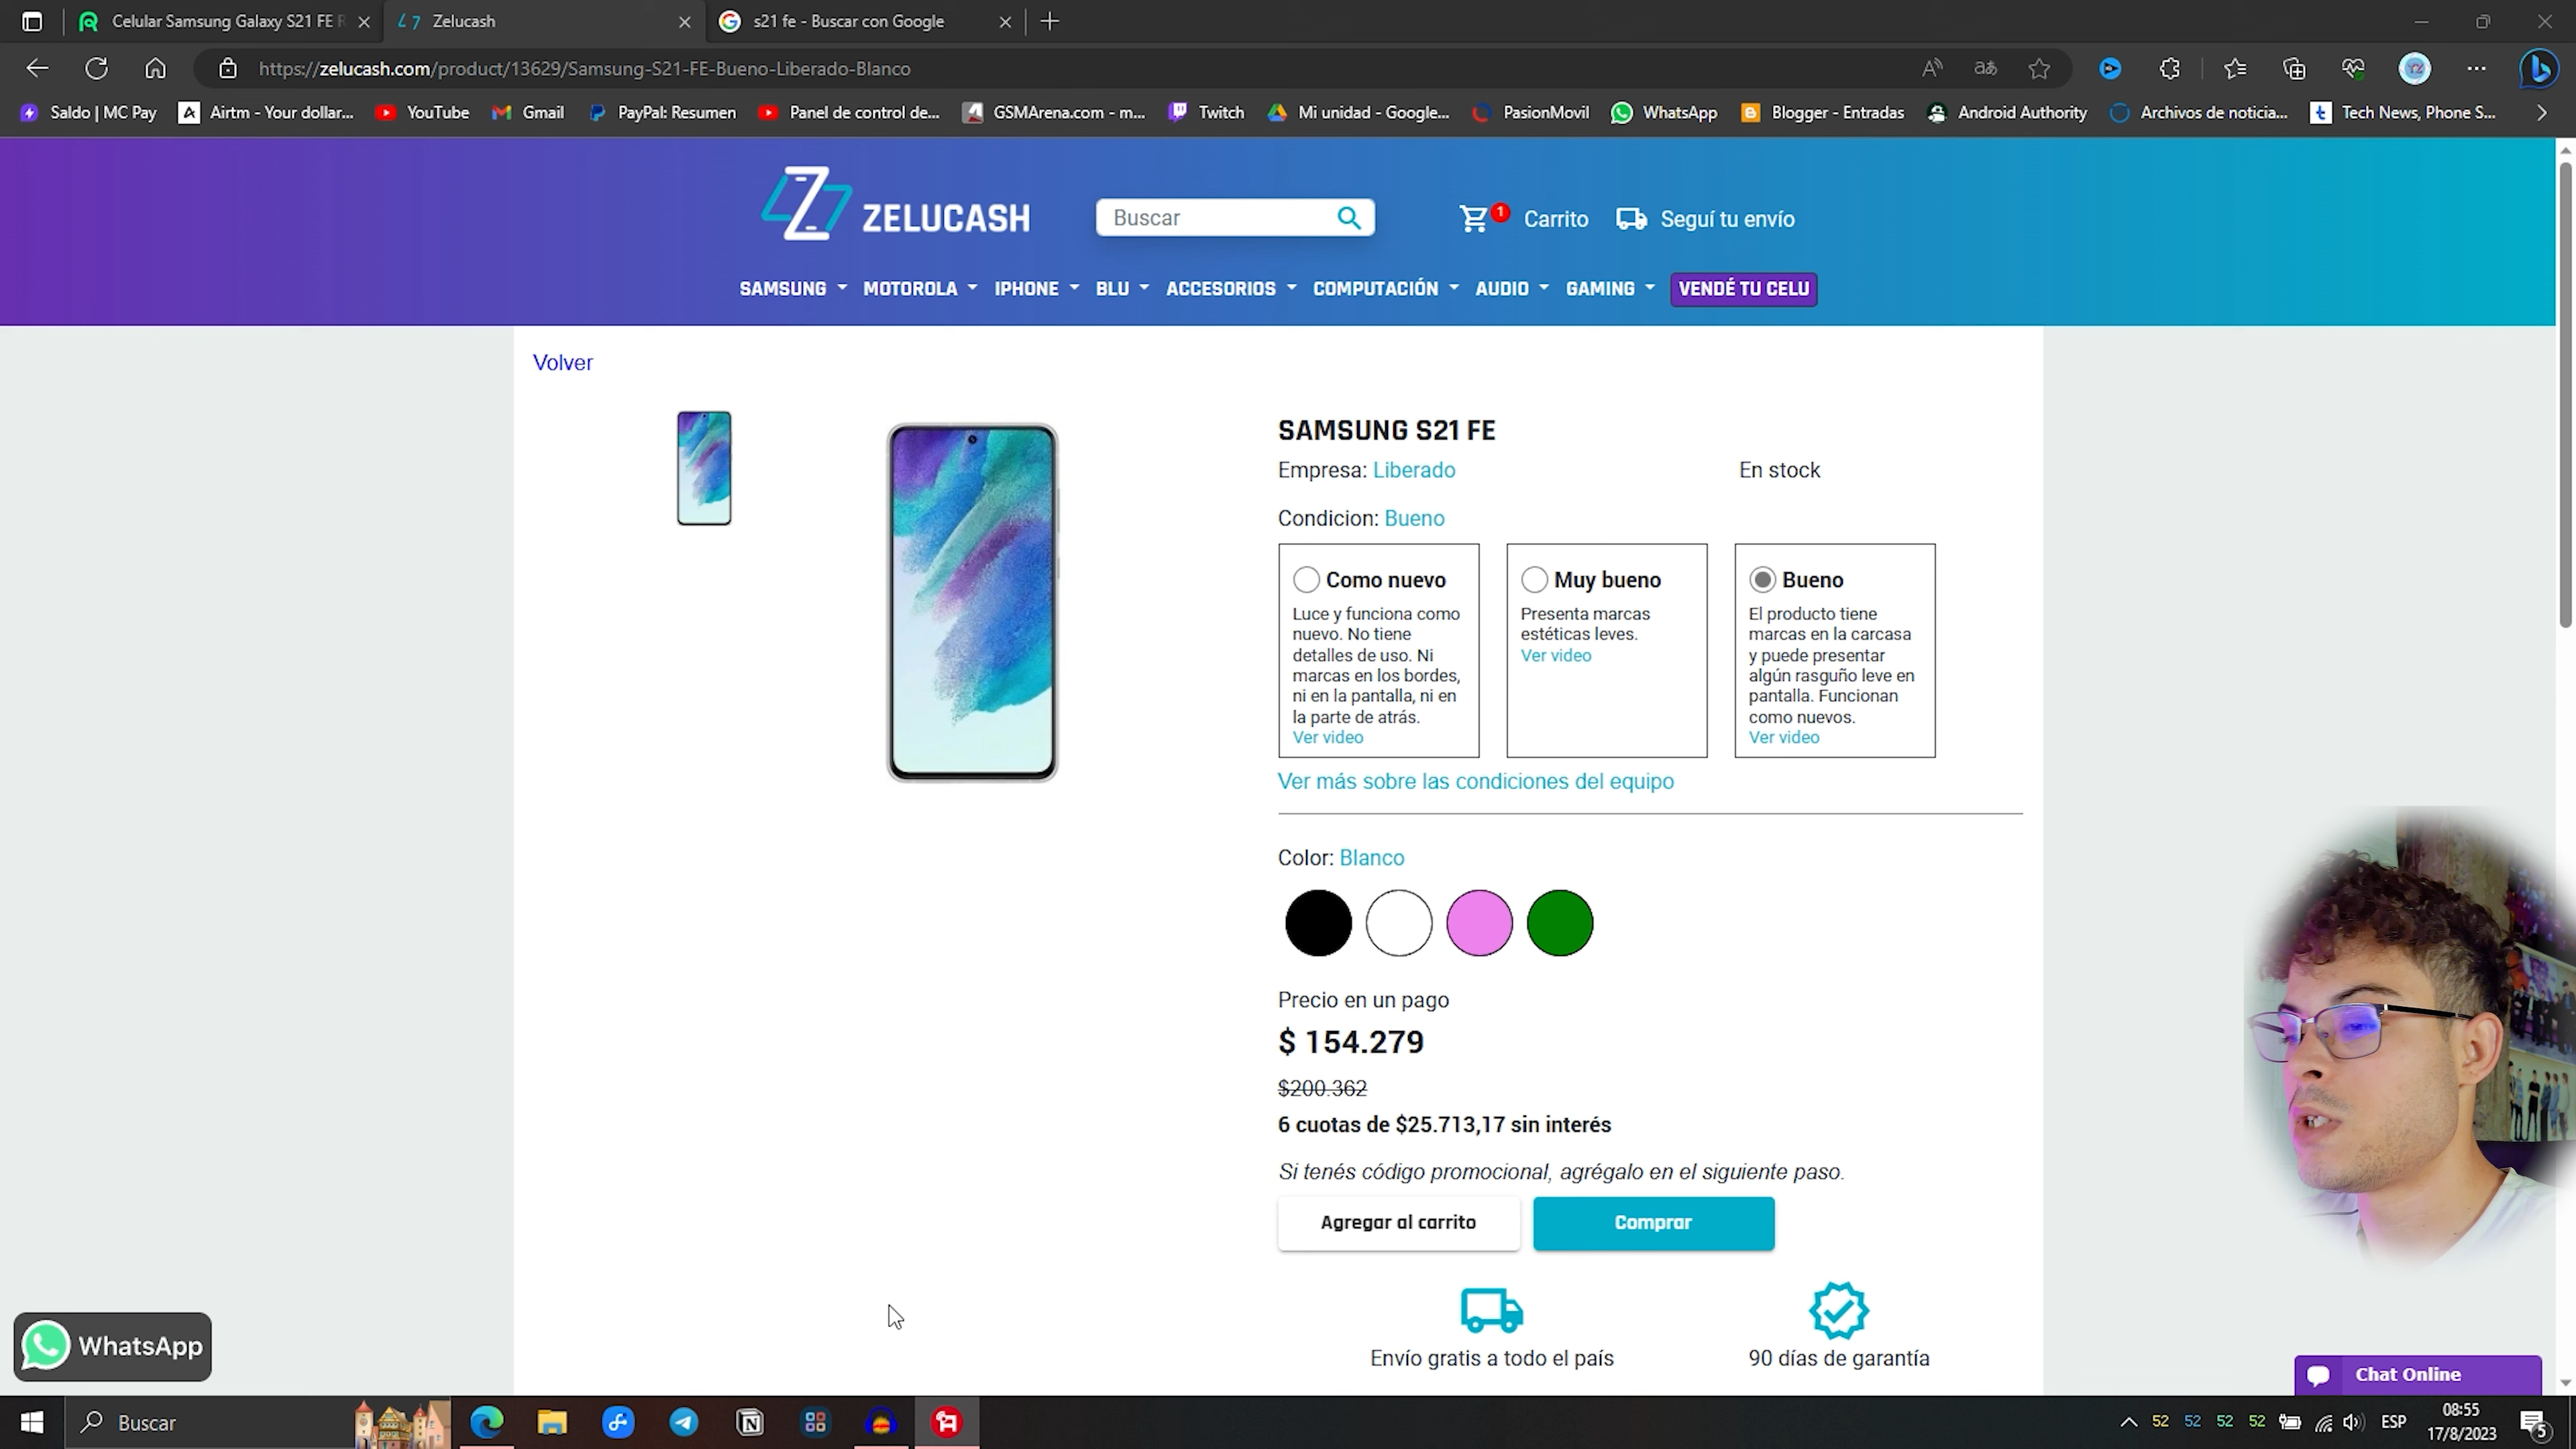 Celular Samsung Galaxy S21 FE R
Zelucash
s21 fe - Buscar con Google
https://zelucash.com/product/13629/Samsung-S21-FE-Bueno-Liberado-Blanco
Saldo | MC Pay
Airtm - Your dollar...
YouTube
Gmail
PayPal: Resumen
Panel de control de...
GSMArena.com - m...
Twitch
Mi unidad - Google...
PasionMovil
WhatsApp
Blogger - Entradas
Android Authority
Archivos de noticia...
Tech News, Phone S...
ZELUCASH
Buscar
1
Carrito
Seguí tu envío
SAMSUNG
MOTOROLA
IPHONE
BLU
ACCESORIOS
COMPUTACIÓN
AUDIO
GAMING
VENDÉ TU CELU
Volver
SAMSUNG S21 FE
Empresa: Liberado
En stock
Condicion: Bueno
Como nuevo
Luce y funciona como
nuevo. No tiene
detalles de uso. Ni
marcas en los bordes,
ni en la pantalla, ni en
la parte de atrás.
Ver video
Muy bueno
Presenta marcas
estéticas leves.
Ver video
Bueno
El producto tiene
marcas en la carcasa
y puede presentar
algún rasguño leve en
pantalla. Funcionan
como nuevos.
Ver video
Ver más sobre las condiciones del equipo
Color: Blanco
Precio en un pago
$ 154.279
$200.362
6 cuotas de $25.713,17 sin interés
Si tenés código promocional, agrégalo en el siguiente paso.
Agregar al carrito
Comprar
Envío gratis a todo el país
90 días de garantía
WhatsApp
Chat Online
Buscar
52
52
52
52
ESP
08:55
17/8/2023
5